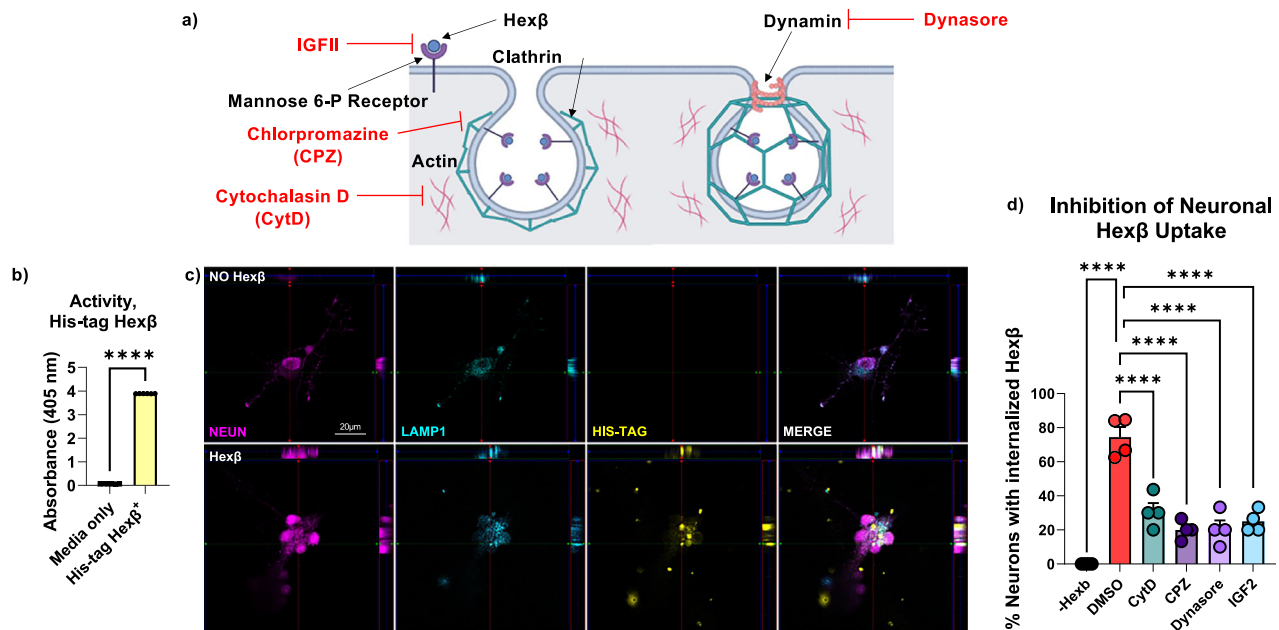 a)
Hexβ
IGFII
Mannose 6-P Receptor
Clathrin
Dynamin
Dynasore
Chlorpromazine
(CPZ)
Actin
Cytochalasin D
(CytD)
b)
Activity,
His-tag Hexβ
****
Absorbance (405 nm)
5
4
3
2
1
0
Media only
His-tag Hexβ+
c)
NO Hexβ
NEUN
20μm
LAMP1
HIS-TAG
MERGE
Hexβ
d)
Inhibition of Neuronal
Hexβ Uptake
****
****
****
****
****
% Neurons with internalized Hexβ
100
80
60
40
20
0
-Hexb
DMSO
CytD
CPZ
Dynasore
IGF2